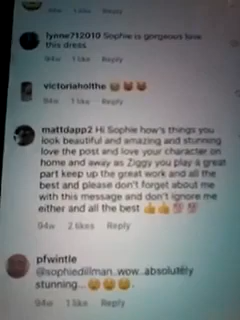 lynne712010 Sophie is gorgeous love
this dress
94w 1 like Reply
victoriaholthe
94w 1 like Reply
mattdapp2 Hi Sophie how's things you
look beautiful and amazing and stunning
love the post and love your character on
home and away as Ziggy you play a great
part keep up the great work and all the
best and please don't forget about me
with this message and don't ignore me
either and all the best 👍👍💯💯
94w 2 likes Reply
pfwintle
@sophiedillman..wow..absolutely
stunning...😍😍😍.
94w 1 like Reply